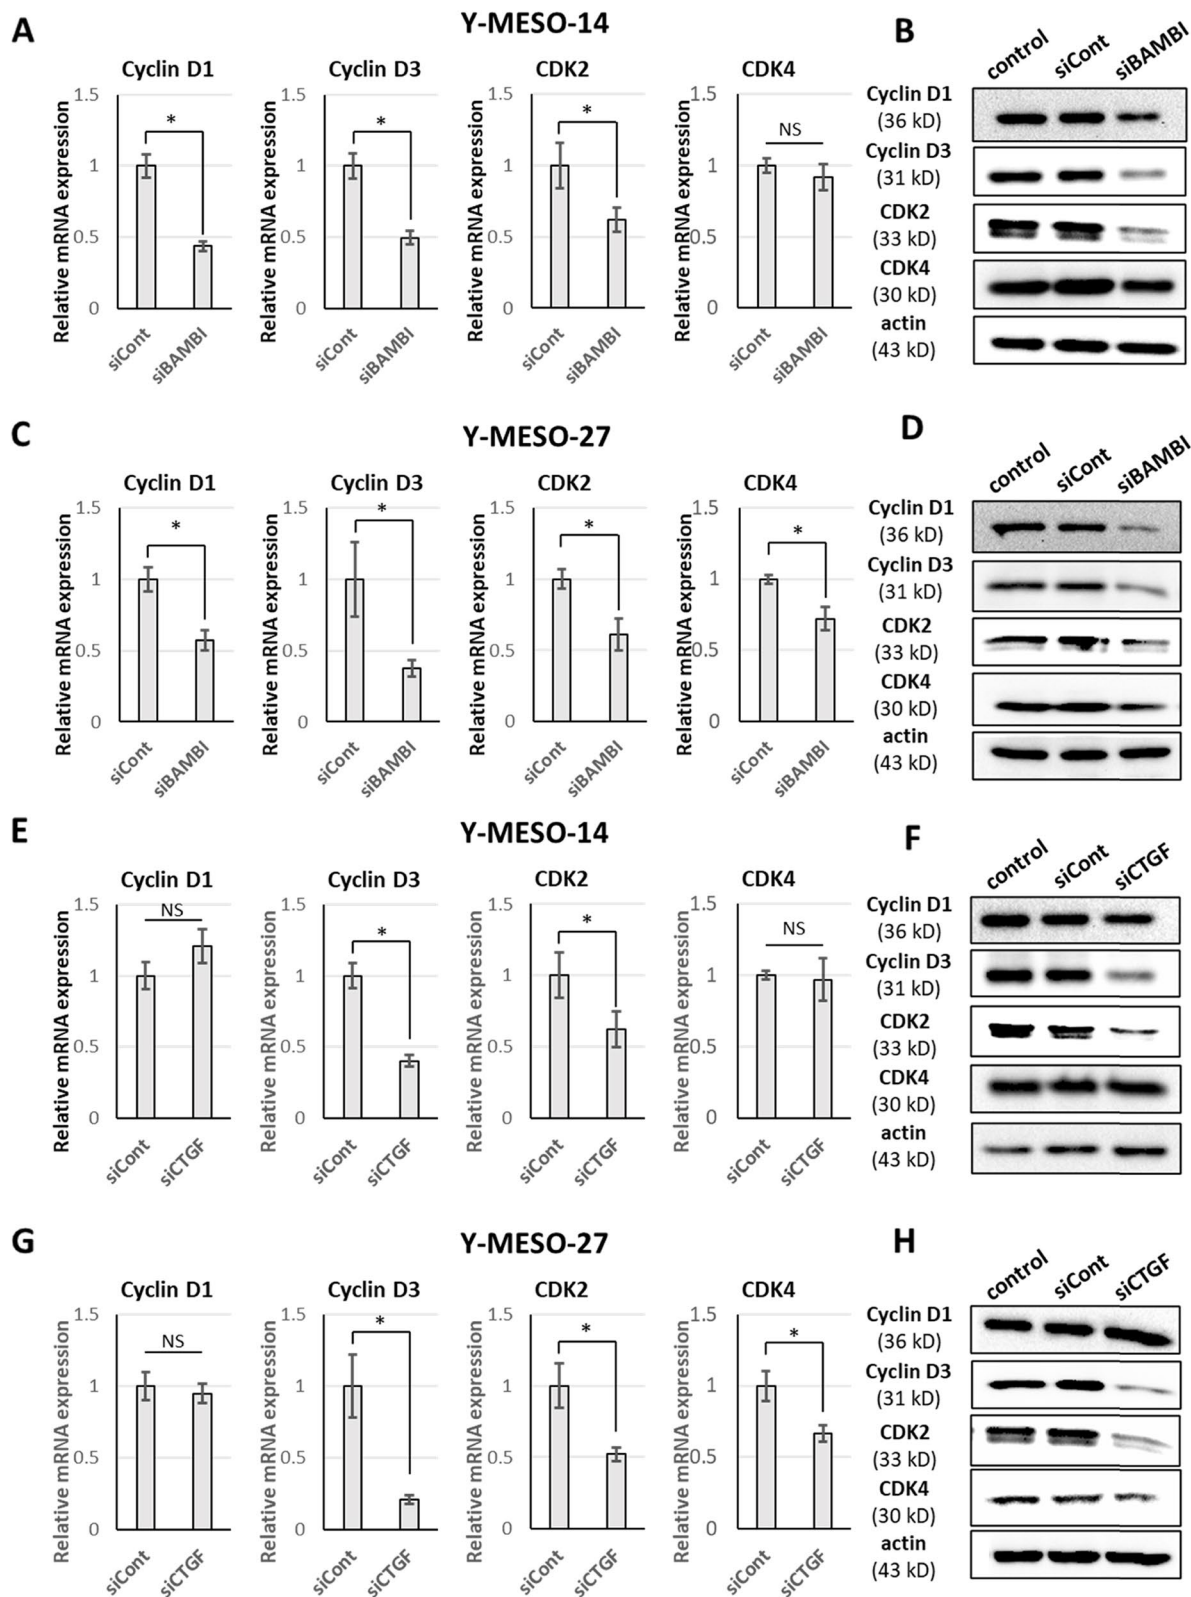 A
Y-MESO-14
Cyclin D1
Cyclin D3
CDK2
CDK4
Relative mRNA expression
1.5
1
0.5
0
*
siCont
siBAMBI
Relative mRNA expression
1.5
1
0.5
0
*
siCont
siBAMBI
Relative mRNA expression
1.5
1
0.5
0
*
siCont
siBAMBI
Relative mRNA expression
1.5
1
0.5
0
NS
siCont
siBAMBI
B
control
siCont
siBAMBI
Cyclin D1
(36 kD)
Cyclin D3
(31 kD)
CDK2
(33 kD)
CDK4
(30 kD)
actin
(43 kD)
C
Y-MESO-27
Cyclin D1
Cyclin D3
CDK2
CDK4
Relative mRNA expression
1.5
1
0.5
0
*
siCont
siBAMBI
Relative mRNA expression
1.5
1
0.5
0
*
siCont
siBAMBI
Relative mRNA expression
1.5
1
0.5
0
*
siCont
siBAMBI
Relative mRNA expression
1.5
1
0.5
0
*
siCont
siBAMBI
D
control
siCont
siBAMBI
Cyclin D1
(36 kD)
Cyclin D3
(31 kD)
CDK2
(33 kD)
CDK4
(30 kD)
actin
(43 kD)
E
Y-MESO-14
Cyclin D1
Cyclin D3
CDK2
CDK4
Relative mRNA expression
1.5
1
0.5
0
NS
siCont
siCTGF
Relative mRNA expression
1.5
1
0.5
0
*
siCont
siCTGF
Relative mRNA expression
1.5
1
0.5
0
*
siCont
siCTGF
Relative mRNA expression
1.5
1
0.5
0
NS
siCont
siCTGF
F
control
siCont
siCTGF
Cyclin D1
(36 kD)
Cyclin D3
(31 kD)
CDK2
(33 kD)
CDK4
(30 kD)
actin
(43 kD)
G
Y-MESO-27
Cyclin D1
Cyclin D3
CDK2
CDK4
Relative mRNA expression
1.5
1
0.5
0
NS
siCont
siCTGF
Relative mRNA expression
1.5
1
0.5
0
*
siCont
siCTGF
Relative mRNA expression
1.5
1
0.5
0
*
siCont
siCTGF
Relative mRNA expression
1.5
1
0.5
0
*
siCont
siCTGF
H
control
siCont
siCTGF
Cyclin D1
(36 kD)
Cyclin D3
(31 kD)
CDK2
(33 kD)
CDK4
(30 kD)
actin
(43 kD)